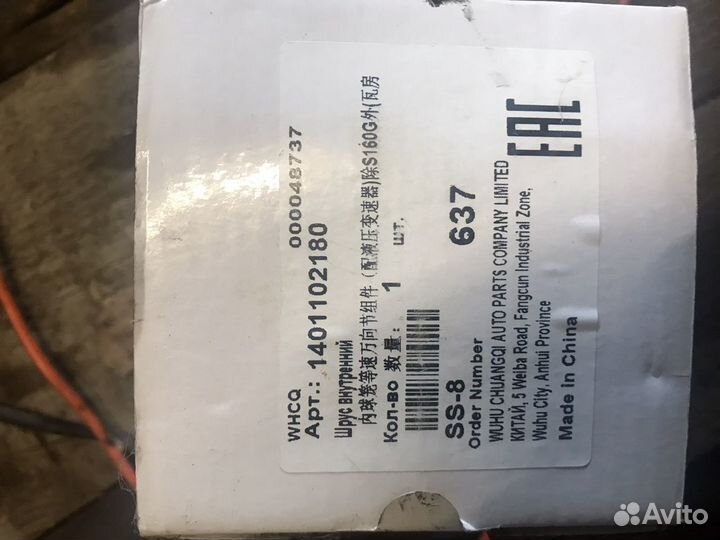 WHCQ 000048737
Арт.: 1401102180
Шрус внутренний
内球笼等速万向节组件（配液压变速器)除S160G外(瓦房
Кол-во 数量: 1 шт.
SS-8 637
Order Number
WUHU CHUANGQI AUTO PARTS COMPANY LIMITED
КИТАЙ, 5 Weiba Road, Fangcun Industrial Zone,
Wuhu City, Anhui Province
Made in China
EAC
Avito